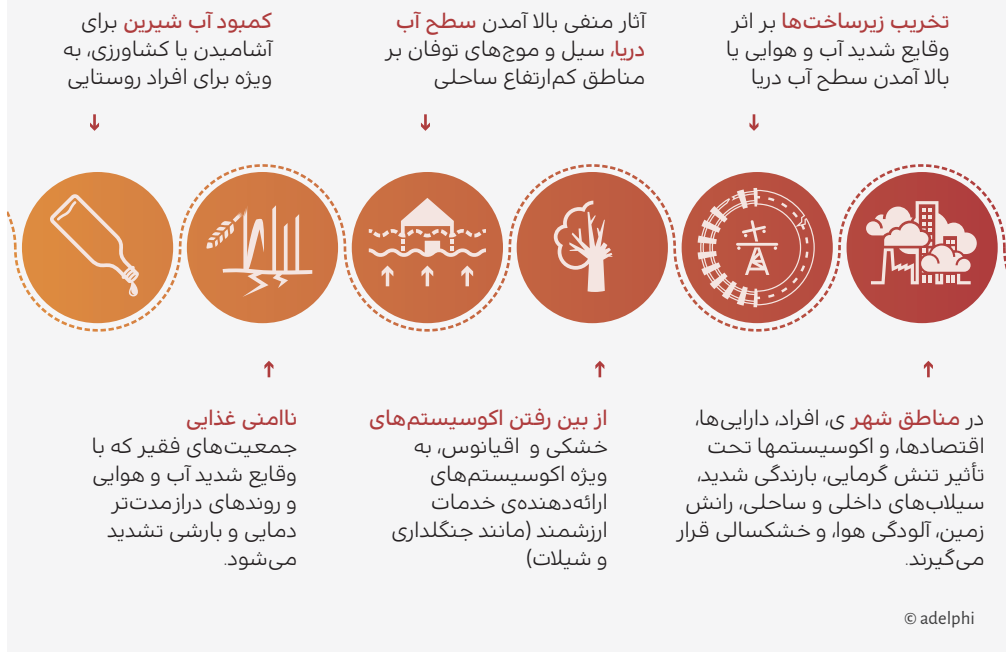 تخریب زیرساخت‌ها بر اثر
وقایع شدید آب و هوایی یا
بالا آمدن سطح آب دریا
آثار منفی بالا آمدن سطح آب
دریا، سیل و موج‌های توفان بر
مناطق کم‌ارتفاع ساحلی
کمبود آب شیرین برای
آشامیدن یا کشاورزی، به
ویژه برای افراد روستایی
در مناطق شهر ی، افراد، دارایی‌ها،
اقتصادها، و اکوسیستمها تحت
تأثیر تنش گرمایی، بارندگی شدید،
سیلاب‌های داخلی و ساحلی، رانش
زمین، آلودگی هوا، و خشکسالی قرار
می‌گیرند.
از بین رفتن اکوسیستم‌های
خشکی و اقیانوس، به
ویژه اکوسیستم‌های
ارائه‌دهنده‌ی خدمات
ارزشمند (مانند جنگلداری
و شیلات)
ناامنی غذایی
جمعیت‌های فقیر که با
وقایع شدید آب و هوایی
و روندهای درازمدت‌تر
دمایی و بارشی تشدید
می‌شود.
© adelphi